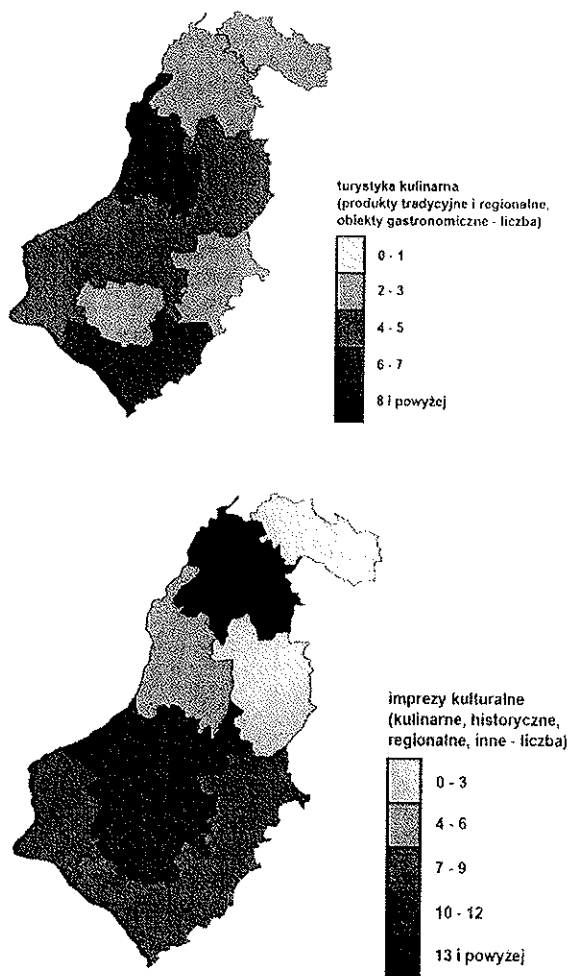 turystyka kulinarna
(produkty tradycyjne i regionalne,
obiekty gastronomiczne - liczba)
0 - 1
2 - 3
4 - 5
6 - 7
8 i powyżej
imprezy kulturalne
(kulinarne, historyczne,
regionalne, inne - liczba)
0 - 3
4 - 6
7 - 9
10 - 12
13 i powyżej